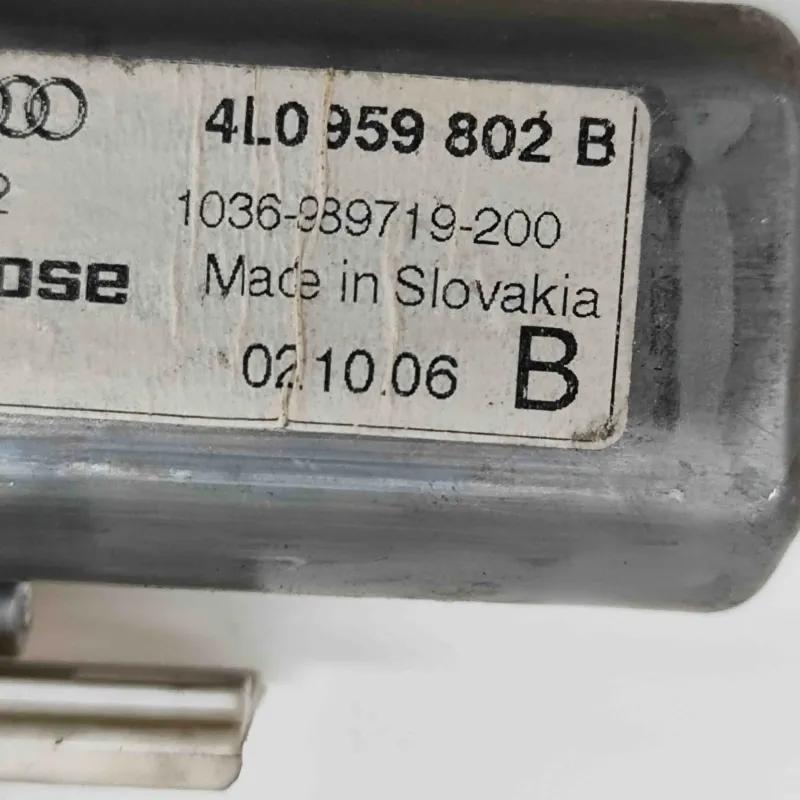 4L0 959 802 B
2
1036-989719-200
ose
Made in Slovakia
02.10.06 B